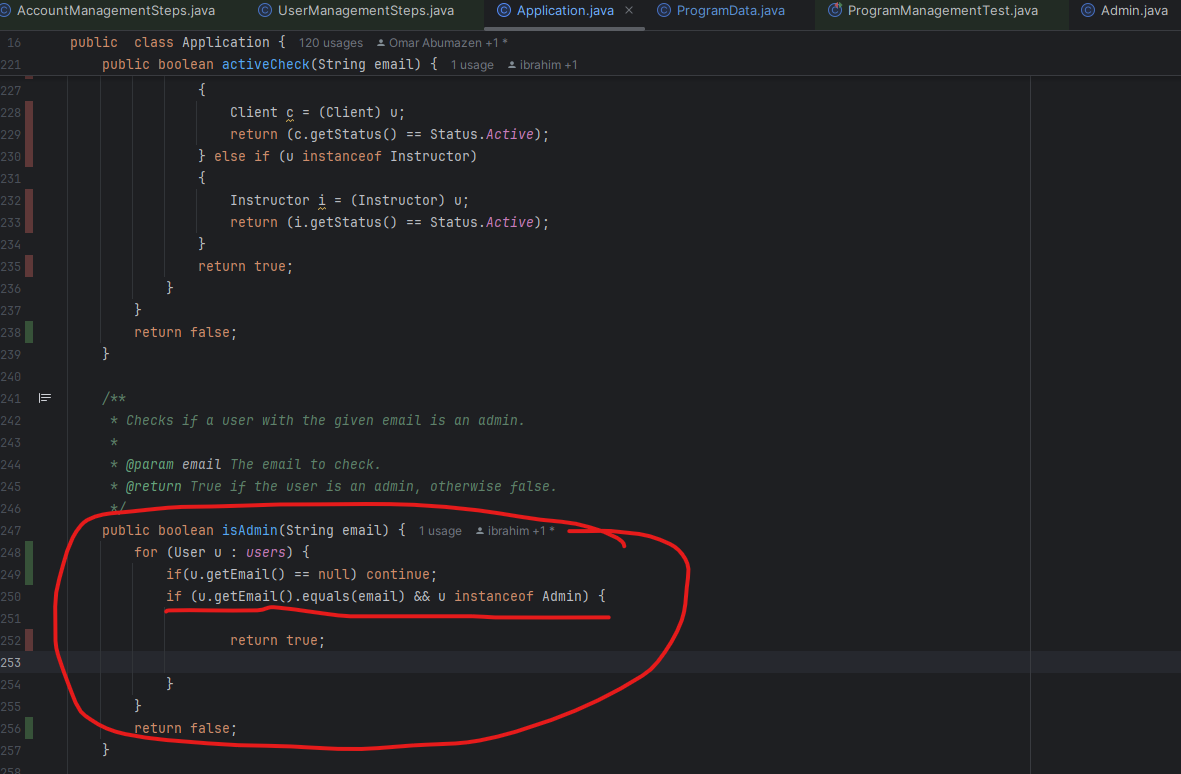 AccountManagementSteps.java UserManagementSteps.java Application.java × ProgramData.java ProgramManagementTest.java Admin.java
16 public class Application { 120 usages Omar Abumazen +1 *
221 public boolean activeCheck(String email) { 1 usage ibrahim +1
227 {
228 Client c = (Client) u;
229 return (c.getStatus() == Status.Active);
230 } else if (u instanceof Instructor)
231 {
232 Instructor i = (Instructor) u;
233 return (i.getStatus() == Status.Active);
234 }
235 return true;
236 }
237 }
238 return false;
239 }
240
241 /**
242 * Checks if a user with the given email is an admin.
243 *
244 * @param email The email to check.
245 * @return True if the user is an admin, otherwise false.
246 */
247 public boolean isAdmin(String email) { 1 usage ibrahim +1 *
248 for (User u : users) {
249 if(u.getEmail() == null) continue;
250 if (u.getEmail().equals(email) && u instanceof Admin) {
251
252 return true;
253
254 }
255 }
256 return false;
257 }
258